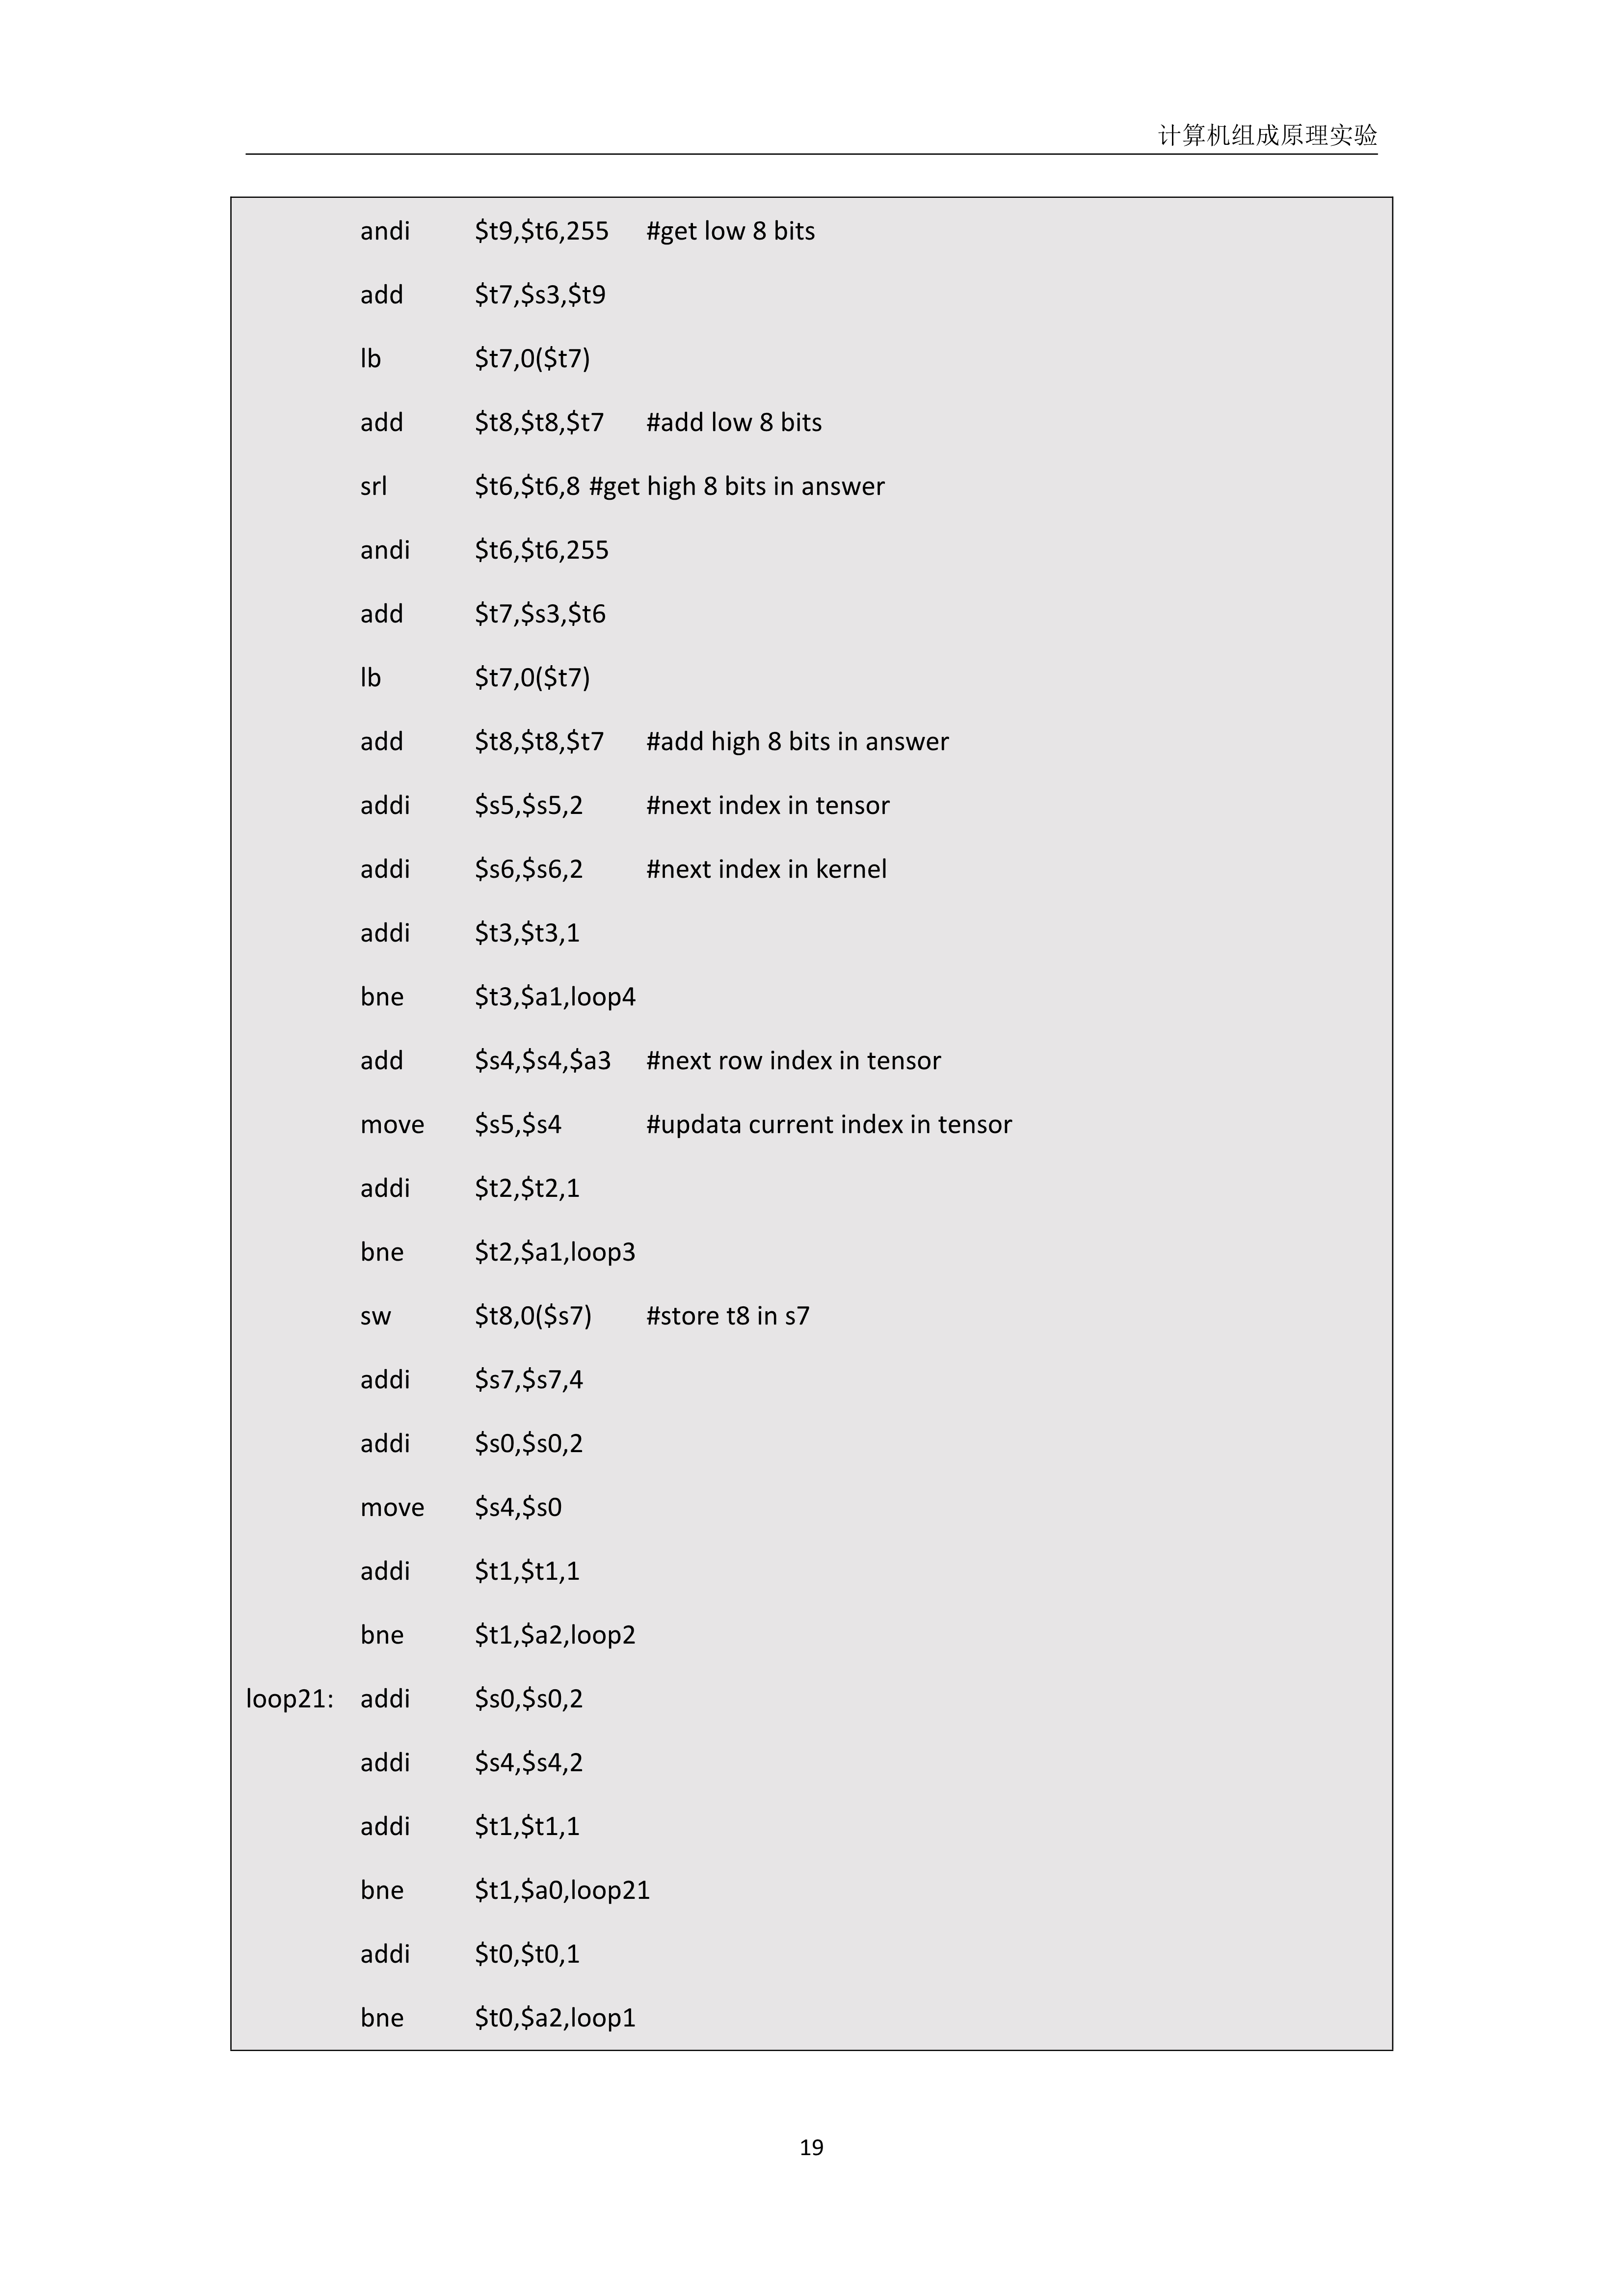 计算机组成原理实验
andi $t9,$t6,255 #get low 8 bits
add $t7,$s3,$t9
lb $t7,0($t7)
add $t8,$t8,$t7 #add low 8 bits
srl $t6,$t6,8 #get high 8 bits in answer
andi $t6,$t6,255
add $t7,$s3,$t6
lb $t7,0($t7)
add $t8,$t8,$t7 #add high 8 bits in answer
addi $s5,$s5,2 #next index in tensor
addi $s6,$s6,2 #next index in kernel
addi $t3,$t3,1
bne $t3,$a1,loop4
add $s4,$s4,$a3 #next row index in tensor
move $s5,$s4 #updata current index in tensor
addi $t2,$t2,1
bne $t2,$a1,loop3
sw $t8,0($s7) #store t8 in s7
addi $s7,$s7,4
addi $s0,$s0,2
move $s4,$s0
addi $t1,$t1,1
bne $t1,$a2,loop2
loop21: addi $s0,$s0,2
addi $s4,$s4,2
addi $t1,$t1,1
bne $t1,$a0,loop21
addi $t0,$t0,1
bne $t0,$a2,loop1
19